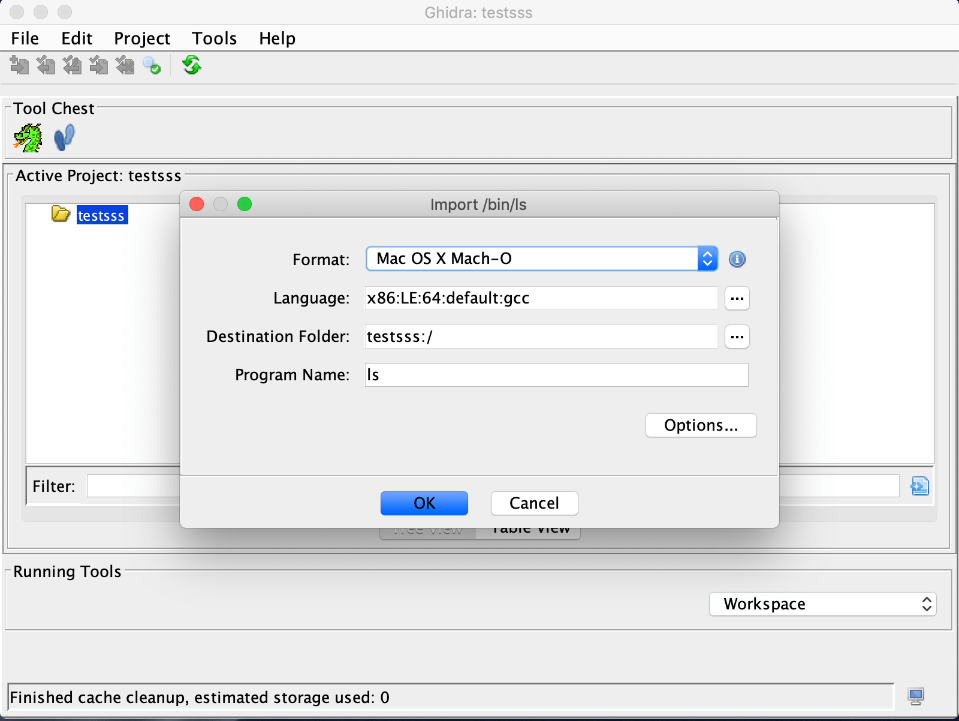 Ghidra: testsss
File Edit Project Tools Help
Tool Chest
Active Project: testsss
testsss
Import /bin/ls
Format: Mac OS X Mach-O
Language: x86:LE:64:default:gcc ...
Destination Folder: testsss:/ ...
Program Name: ls
Options...
Filter:
OK Cancel
Tree View Table View
Running Tools
Workspace
Finished cache cleanup, estimated storage used: 0